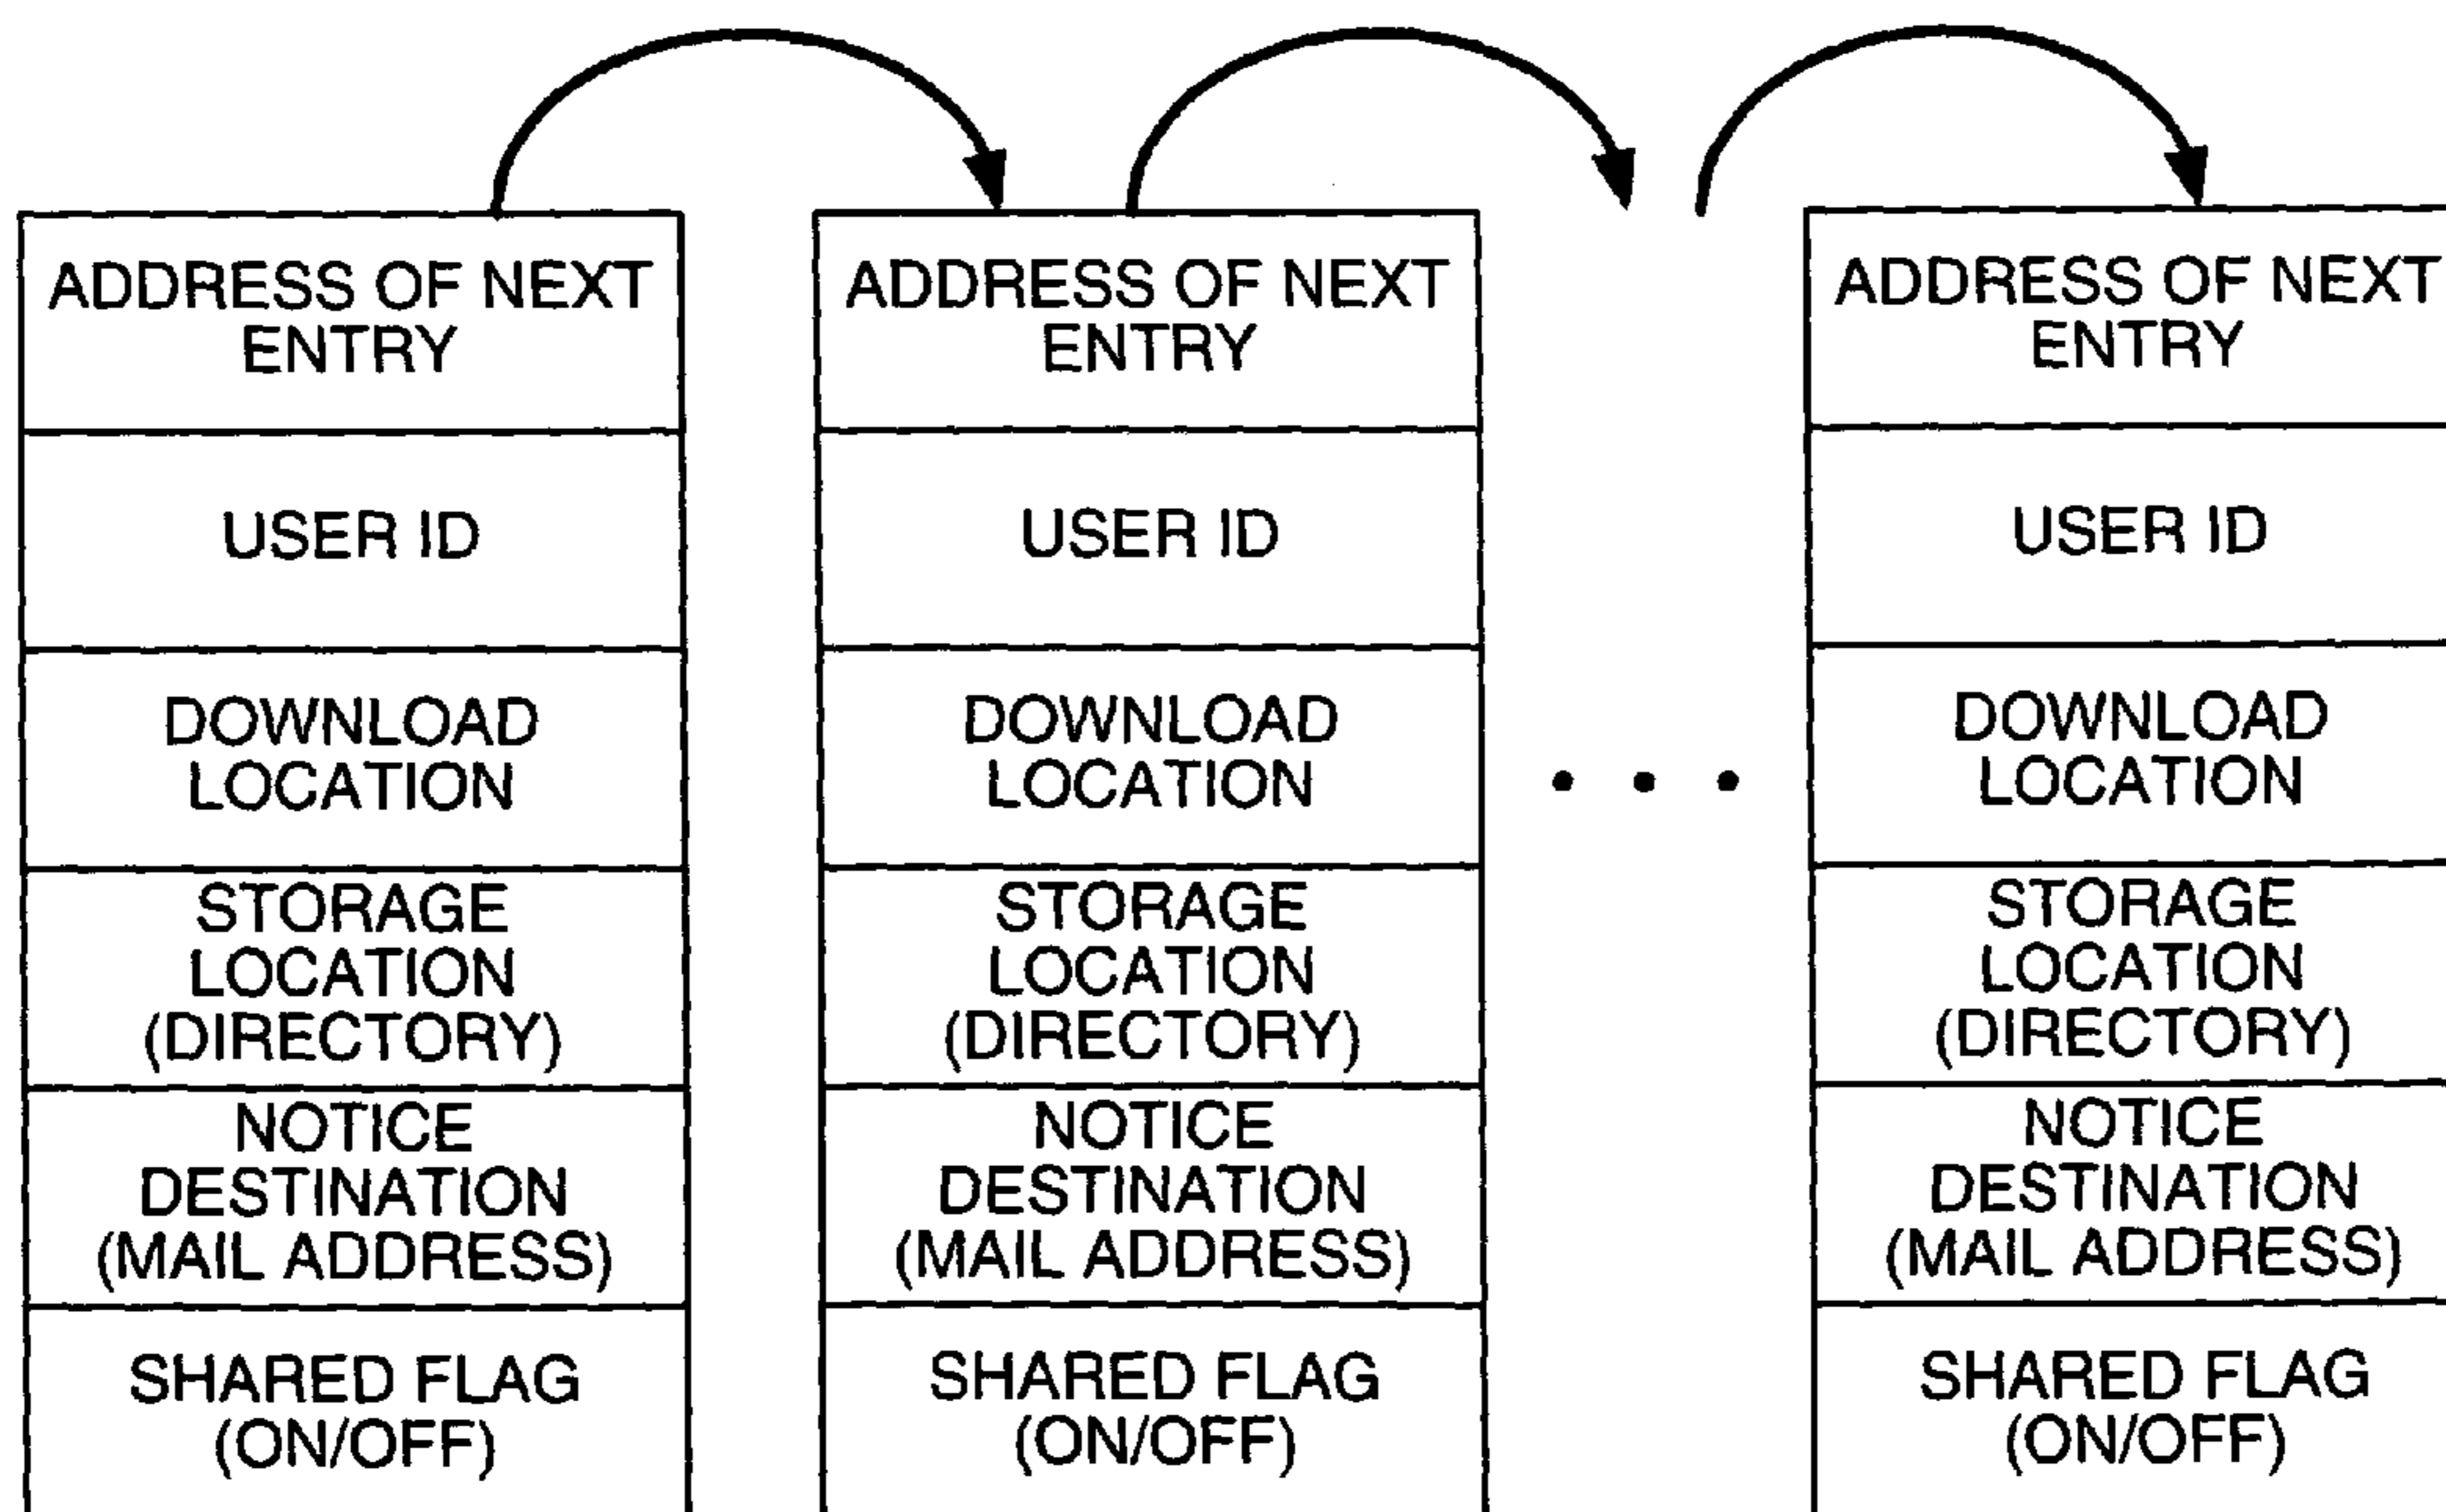 ADDRESS OF NEXT
ENTRY
USER ID
DOWNLOAD
LOCATION
STORAGE
LOCATION
(DIRECTORY)
NOTICE
DESTINATION
(MAIL ADDRESS)
SHARED FLAG
(ON/OFF)
ADDRESS OF NEXT
ENTRY
USER ID
DOWNLOAD
LOCATION
STORAGE
LOCATION
(DIRECTORY)
NOTICE
DESTINATION
(MAIL ADDRESS)
SHARED FLAG
(ON/OFF)
• • •
ADDRESS OF NEXT
ENTRY
USER ID
DOWNLOAD
LOCATION
STORAGE
LOCATION
(DIRECTORY)
NOTICE
DESTINATION
(MAIL ADDRESS)
SHARED FLAG
(ON/OFF)